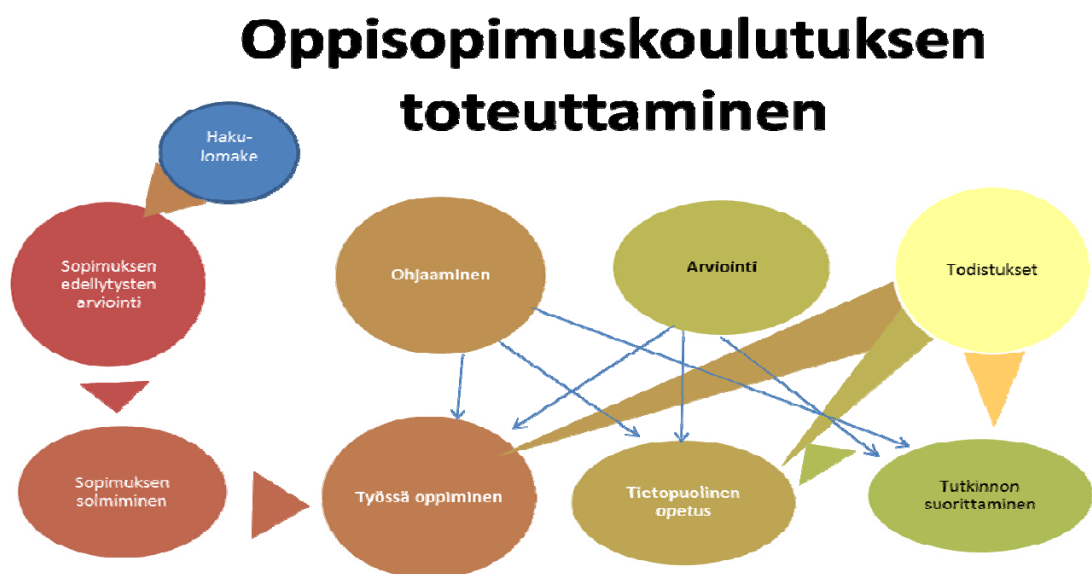 Oppisopimuskoulutuksen
toteuttaminen
Haku-
lomake
Sopimuksen
edellytysten
arviointi
Ohjaaminen
Arviointi
Todistukset
Sopimuksen
solmiminen
Työssä oppiminen
Tietopuolinen
opetus
Tutkinnon
suorittaminen